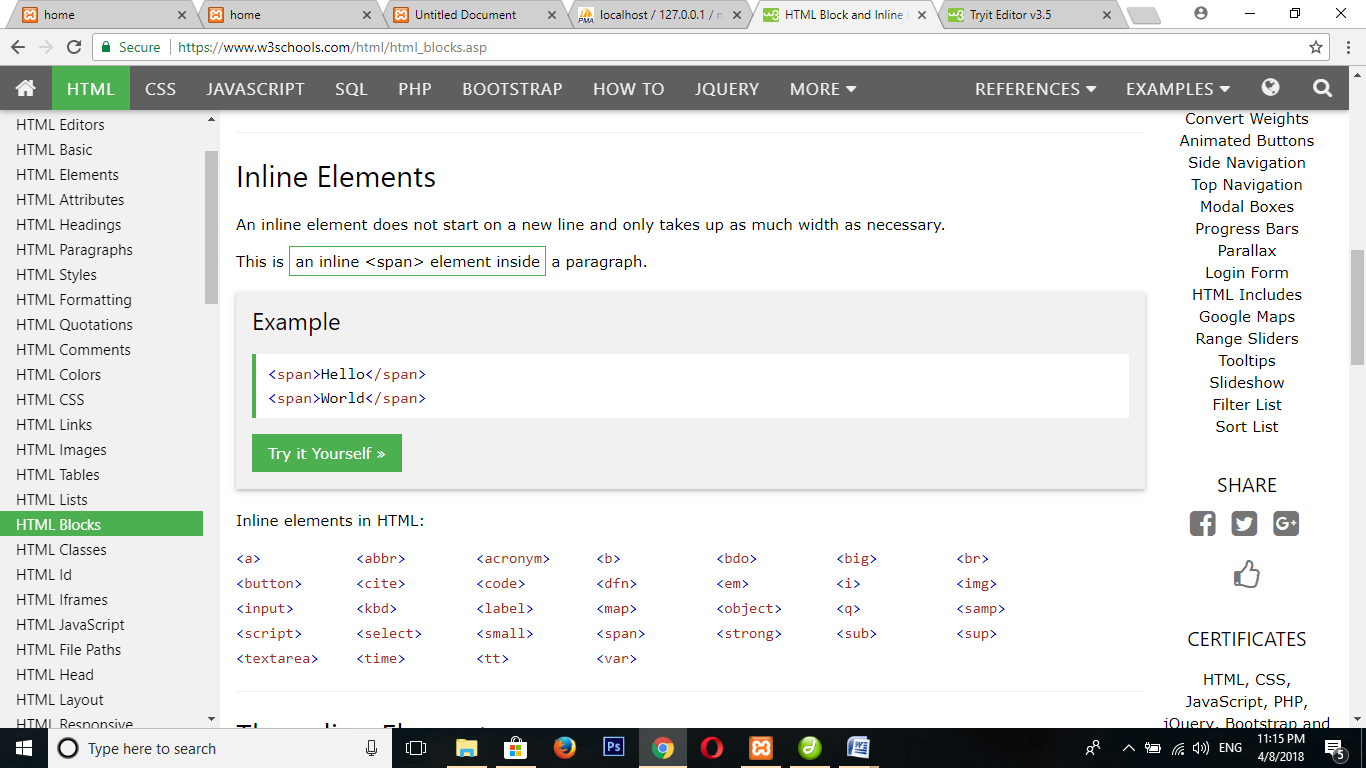 home
home
Untitled Document
localhost / 127.0.0.1 / n
HTML Block and Inline
Tryit Editor v3.5
Secure https://www.w3schools.com/html/html_blocks.asp
HTML CSS JAVASCRIPT SQL PHP BOOTSTRAP HOW TO JQUERY MORE REFERENCES EXAMPLES
HTML Editors
HTML Basic
HTML Elements
HTML Attributes
HTML Headings
HTML Paragraphs
HTML Styles
HTML Formatting
HTML Quotations
HTML Comments
HTML Colors
HTML CSS
HTML Links
HTML Images
HTML Tables
HTML Lists
HTML Blocks
HTML Classes
HTML Id
HTML Iframes
HTML JavaScript
HTML File Paths
HTML Head
HTML Layout
HTML Responsive
Inline Elements
An inline element does not start on a new line and only takes up as much width as necessary.
This is an inline <span> element inside a paragraph.
Example
<span>Hello</span>
<span>World</span>
Try it Yourself »
Inline elements in HTML:
<a> <abbr> <acronym> <b> <bdo> <big> <br>
<button> <cite> <code> <dfn> <em> <i> <img>
<input> <kbd> <label> <map> <object> <q> <samp>
<script> <select> <small> <span> <strong> <sub> <sup>
<textarea> <time> <tt> <var>
Convert Weights
Animated Buttons
Side Navigation
Top Navigation
Modal Boxes
Progress Bars
Parallax
Login Form
HTML Includes
Google Maps
Range Sliders
Tooltips
Slideshow
Filter List
Sort List
SHARE
CERTIFICATES
HTML, CSS,
JavaScript, PHP,
jQuery, Bootstrap and
Type here to search
ENG
11:15 PM
4/8/2018
5